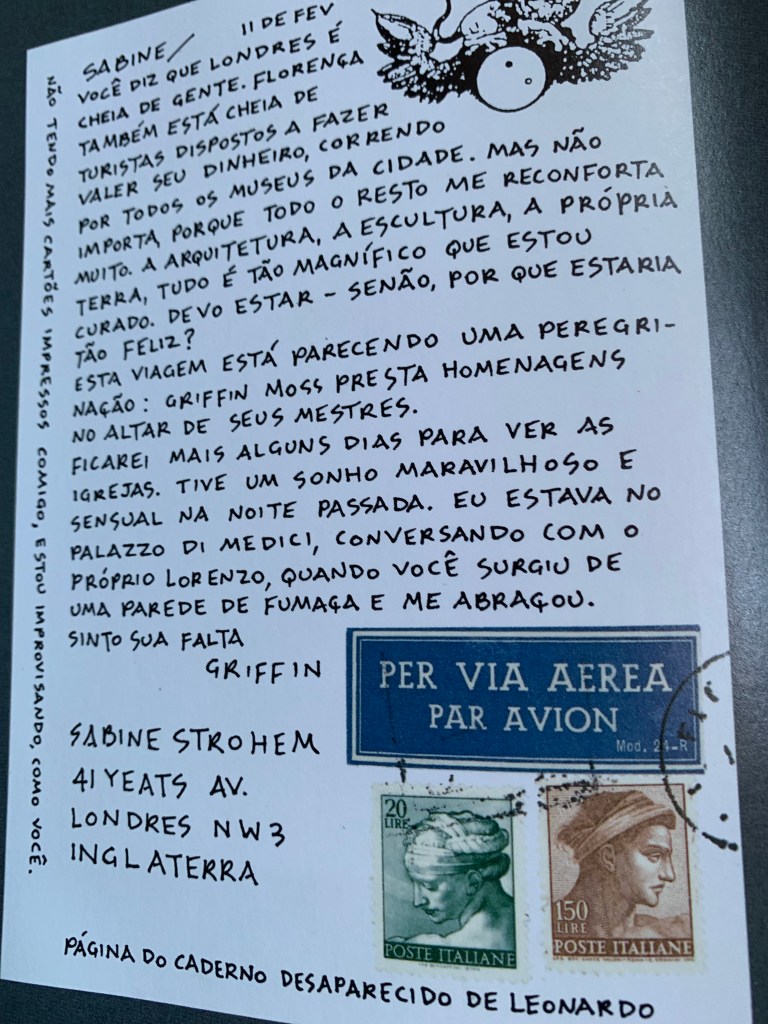 11 DE FEV
SABINE/
VOCÊ DIZ QUE LONDRES É
CHEIA DE GENTE. FLORENÇA
TAMBÉM ESTÁ CHEIA DE
TURISTAS DISPOSTOS A FAZER
VALER SEU DINHEIRO, CORRENDO
POR TODOS OS MUSEUS DA CIDADE. MAS NÃO
IMPORTA, PORQUE TODO O RESTO ME RECONFORTA
MUITO. A ARQUITETURA, A ESCULTURA, A PRÓPRIA
TERRA, TUDO É TÃO MAGNÍFICO QUE ESTOU
CURADO. DEVO ESTAR – SENÃO, POR QUE ESTARIA
TÃO FELIZ?
ESTA VIAGEM ESTÁ PARECENDO UMA PEREGRI-
NAÇÃO: GRIFFIN MOSS PRESTA HOMENAGENS
NO ALTAR DE SEUS MESTRES.
FICAREI MAIS ALGUNS DIAS PARA VER AS
IGREJAS. TIVE UM SONHO MARAVILHOSO E
SENSUAL NA NOITE PASSADA. EU ESTAVA NO
PALAZZO DI MEDICI, CONVERSANDO COM O
PRÓPRIO LORENZO, QUANDO VOCÊ SURGIU DE
UMA PAREDE DE FUMAÇA E ME ABRAÇOU.
SINTO SUA FALTA
GRIFFIN
NÃO TENDO MAIS CARTÕES IMPRESSOS COMIGO, ESTOU IMPROVISANDO, COMO VOCÊ.
PER VIA AEREA
PAR AVION
Mod. 24-R
SABINE STROHEM
41 YEATS AV.
LONDRES NW3
INGLATERRA
20
LIRE
POSTE ITALIANE
150
LIRE
POSTE ITALIANE
PÁGINA DO CADERNO DESAPARECIDO DE LEONARDO